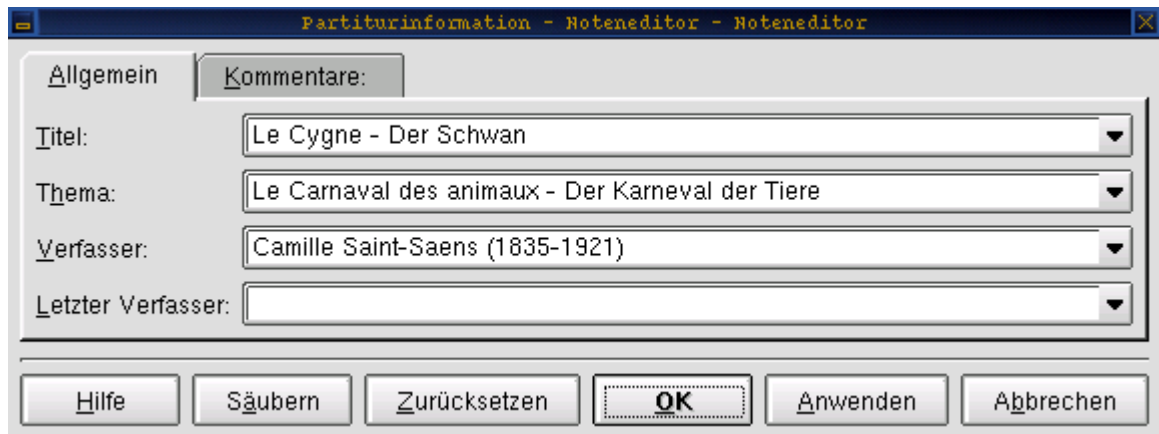 Partiturinformation - Noteneditor - Noteneditor
Allgemein Kommentare:
Titel: Le Cygne - Der Schwan
Thema: Le Carnaval des animaux - Der Karneval der Tiere
Verfasser: Camille Saint-Saens (1835-1921)
Letzter Verfasser:
Hilfe Säubern Zurücksetzen OK Anwenden Abbrechen